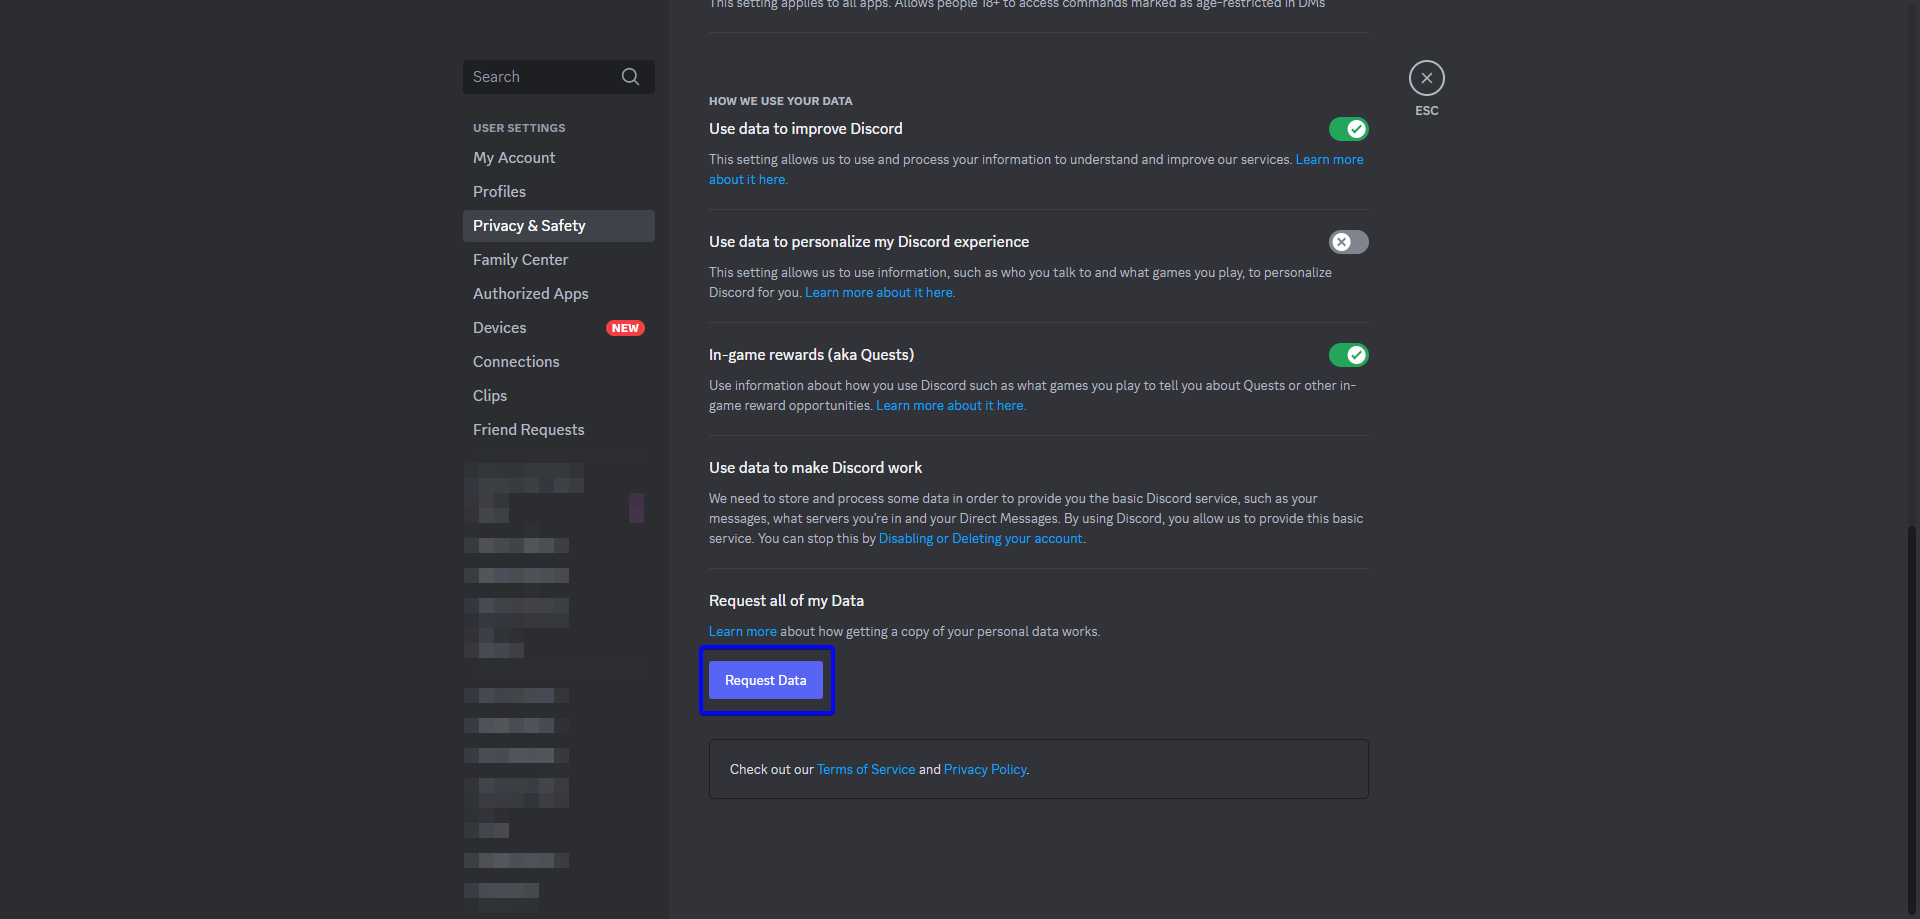 This setting applies to all apps. Allows people 18+ to access commands marked as age-restricted in DMs
Search
USER SETTINGS
My Account
Profiles
Privacy & Safety
Family Center
Authorized Apps
Devices NEW
Connections
Clips
Friend Requests
HOW WE USE YOUR DATA
Use data to improve Discord
This setting allows us to use and process your information to understand and improve our services. Learn more
about it here.
Use data to personalize my Discord experience
This setting allows us to use information, such as who you talk to and what games you play, to personalize
Discord for you. Learn more about it here.
In-game rewards (aka Quests)
Use information about how you use Discord such as what games you play to tell you about Quests or other in-
game reward opportunities. Learn more about it here.
Use data to make Discord work
We need to store and process some data in order to provide you the basic Discord service, such as your
messages, what servers you're in and your Direct Messages. By using Discord, you allow us to provide this basic
service. You can stop this by Disabling or Deleting your account.
Request all of my Data
Learn more about how getting a copy of your personal data works.
Request Data
Check out our Terms of Service and Privacy Policy.
ESC